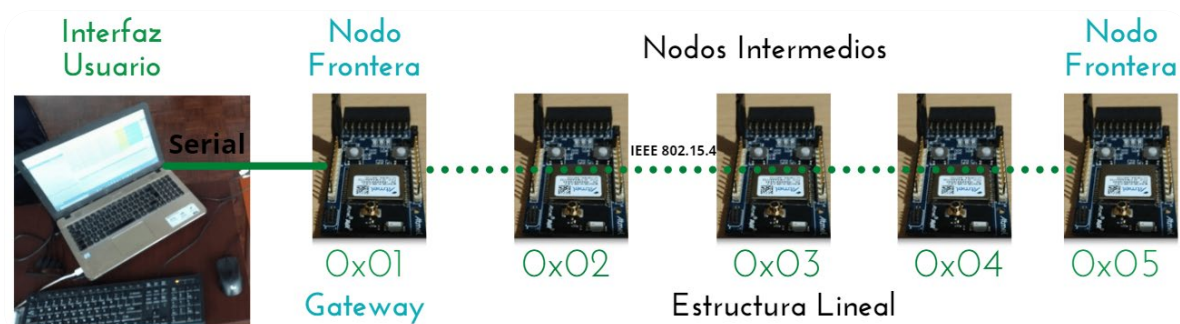 Interfaz
Usuario
Nodo
Frontera
Nodos Intermedios
Nodo
Frontera
Serial
IEEE 802.15.4
0x01
0x02
0x03
0x04
0x05
Gateway
Estructura Lineal